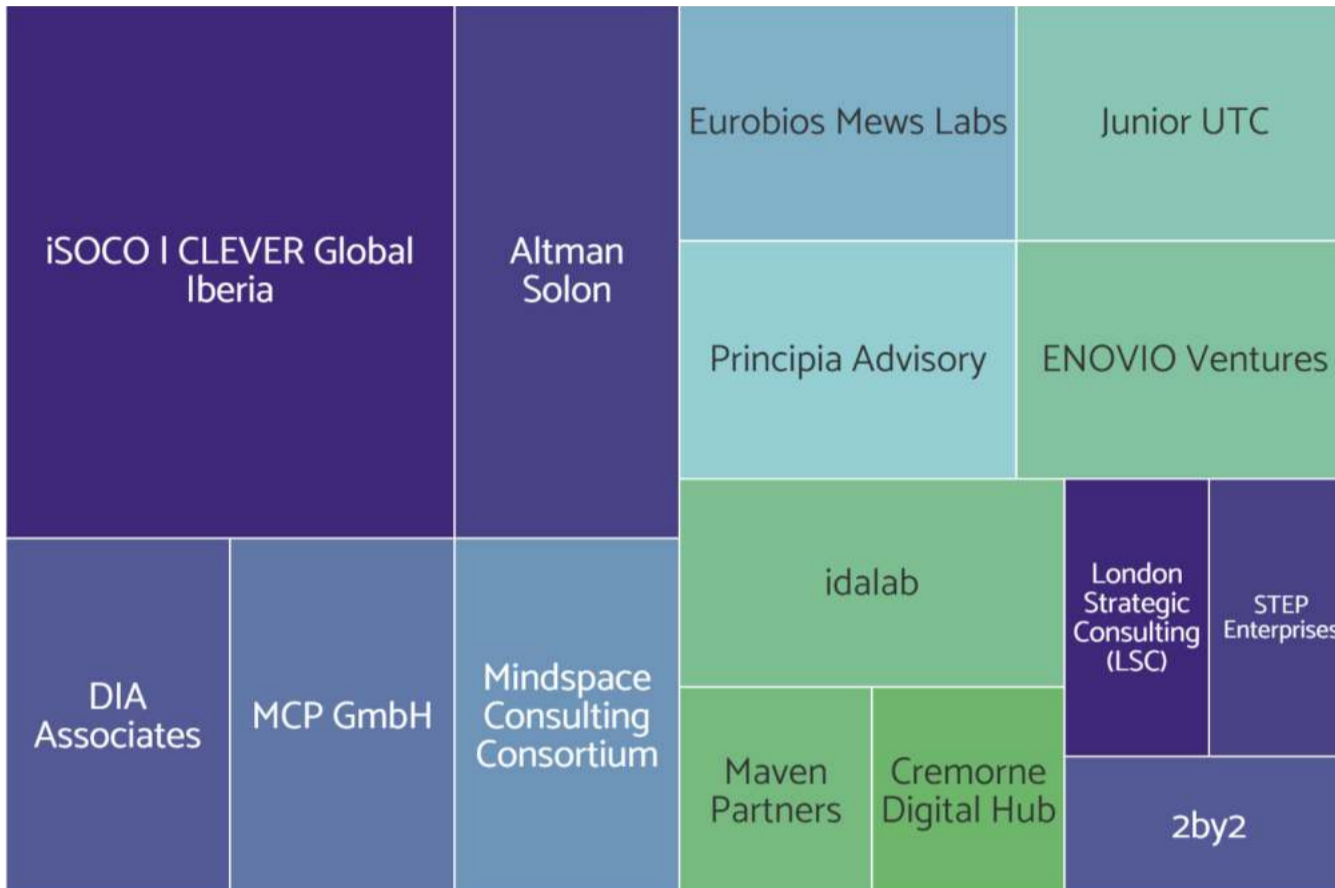 iSOCO l CLEVER Global
Iberia
Altman
Solon
Eurobios Mews Labs
Junior UTC
Principia Advisory
ENOVIO Ventures
idalab
London
Strategic
Consulting
(LSC)
STEP
Enterprises
DIA
Associates
MCP GmbH
Mindspace
Consulting
Consortium
Maven
Partners
Cremorne
Digital Hub
2by2